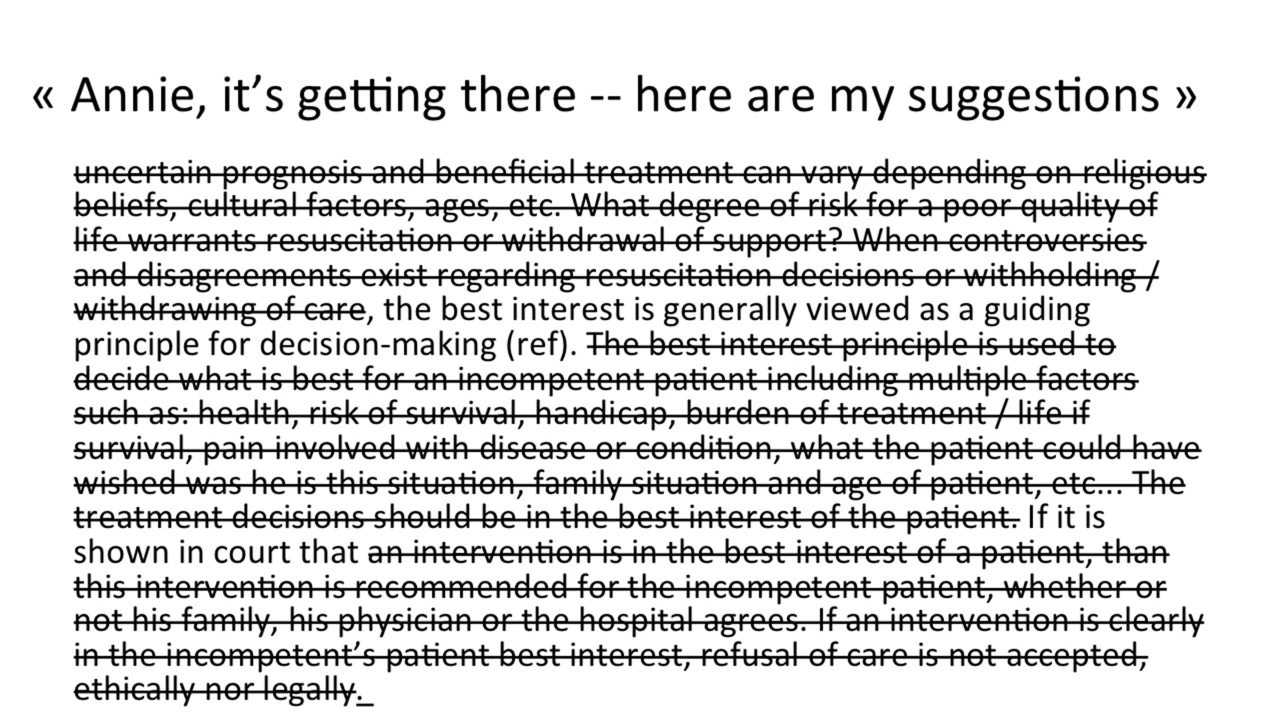 « Annie, it’s getting there -- here are my suggestions »
uncertain prognosis and beneficial treatment can vary depending on religious
beliefs, cultural factors, ages, etc. What degree of risk for a poor quality of
life warrants resuscitation or withdrawal of support? When controversies
and disagreements exist regarding resuscitation decisions or withholding /
withdrawing of care, the best interest is generally viewed as a guiding
principle for decision-making (ref). The best interest principle is used to
decide what is best for an incompetent patient including multiple factors
such as: health, risk of survival, handicap, burden of treatment / life if
survival, pain involved with disease or condition, what the patient could have
wished was he is this situation, family situation and age of patient, etc... The
treatment decisions should be in the best interest of the patient. If it is
shown in court that an intervention is in the best interest of a patient, than
this intervention is recommended for the incompetent patient, whether or
not his family, his physician or the hospital agrees. If an intervention is clearly
in the incompetent’s patient best interest, refusal of care is not accepted,
ethically nor legally._